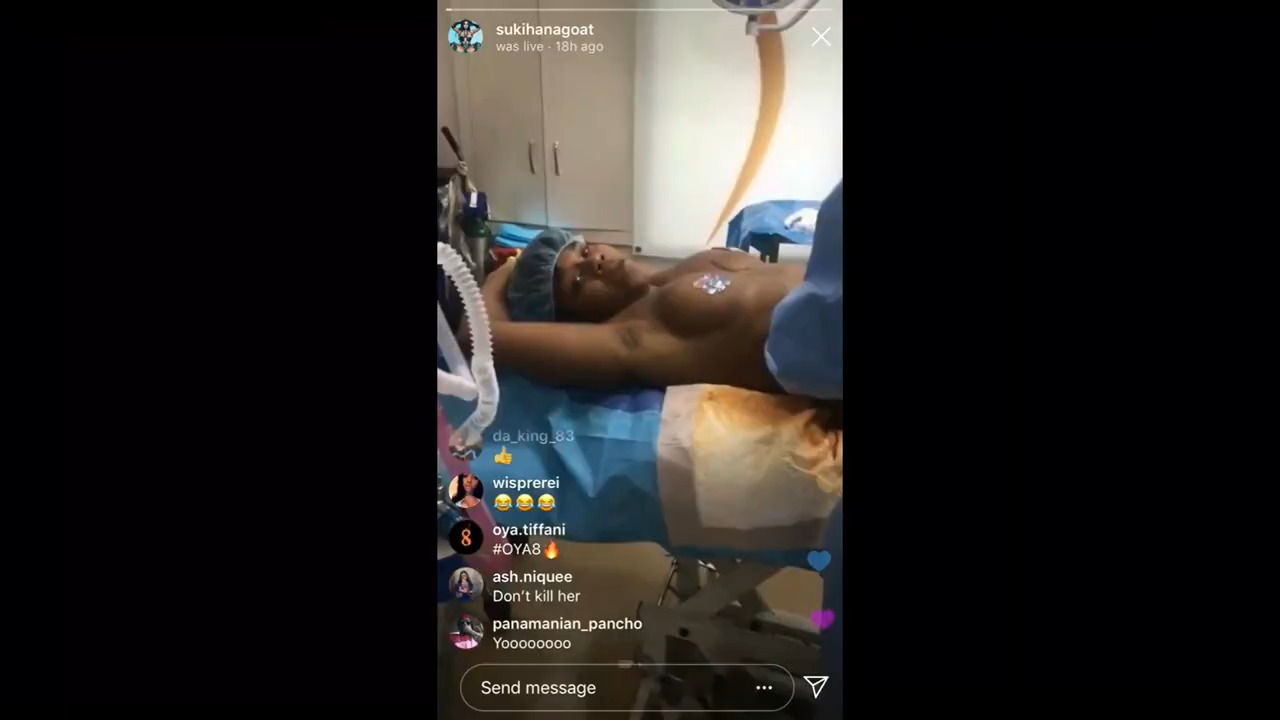 sukihanagoat
was live · 18h ago
da_king_83
👍
wisprerei
😂😂😂
oya.tiffani
#OYA8🔥
ash.niquee
Don't kill her
panamanian_pancho
Yoooooooo
Send message